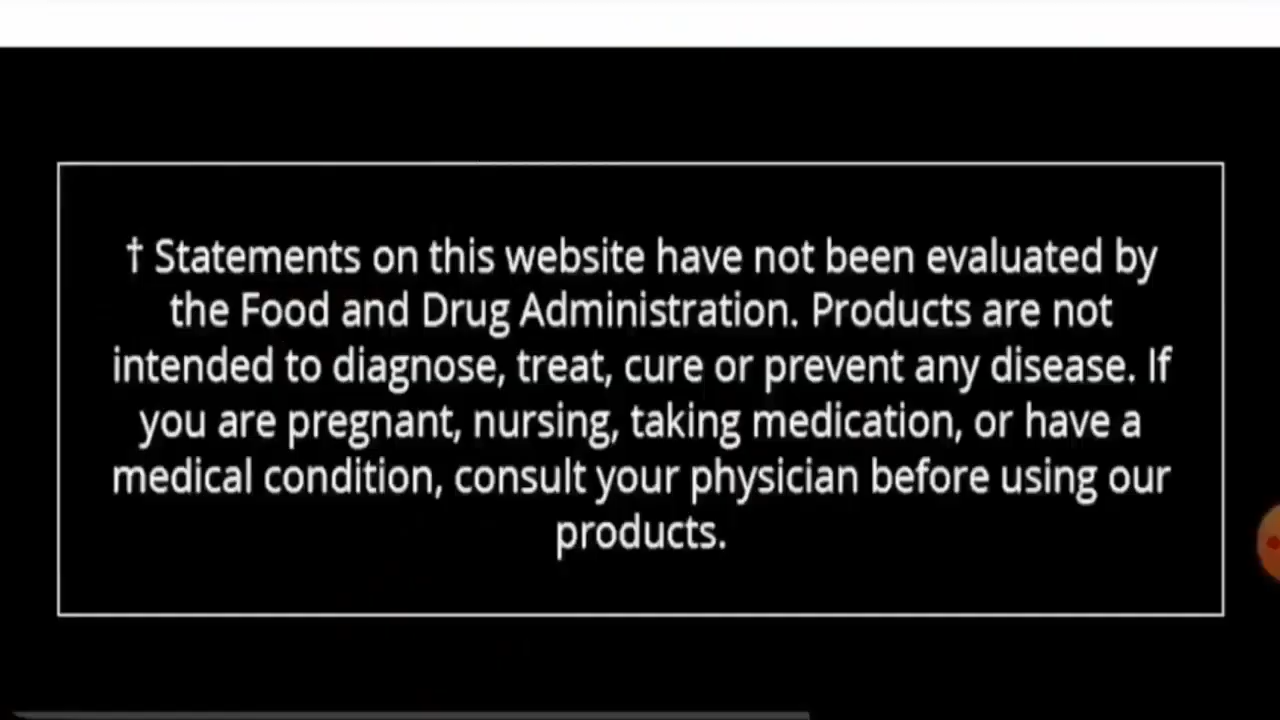 † Statements on this website have not been evaluated by
the Food and Drug Administration. Products are not
intended to diagnose, treat, cure or prevent any disease. If
you are pregnant, nursing, taking medication, or have a
medical condition, consult your physician before using our
products.